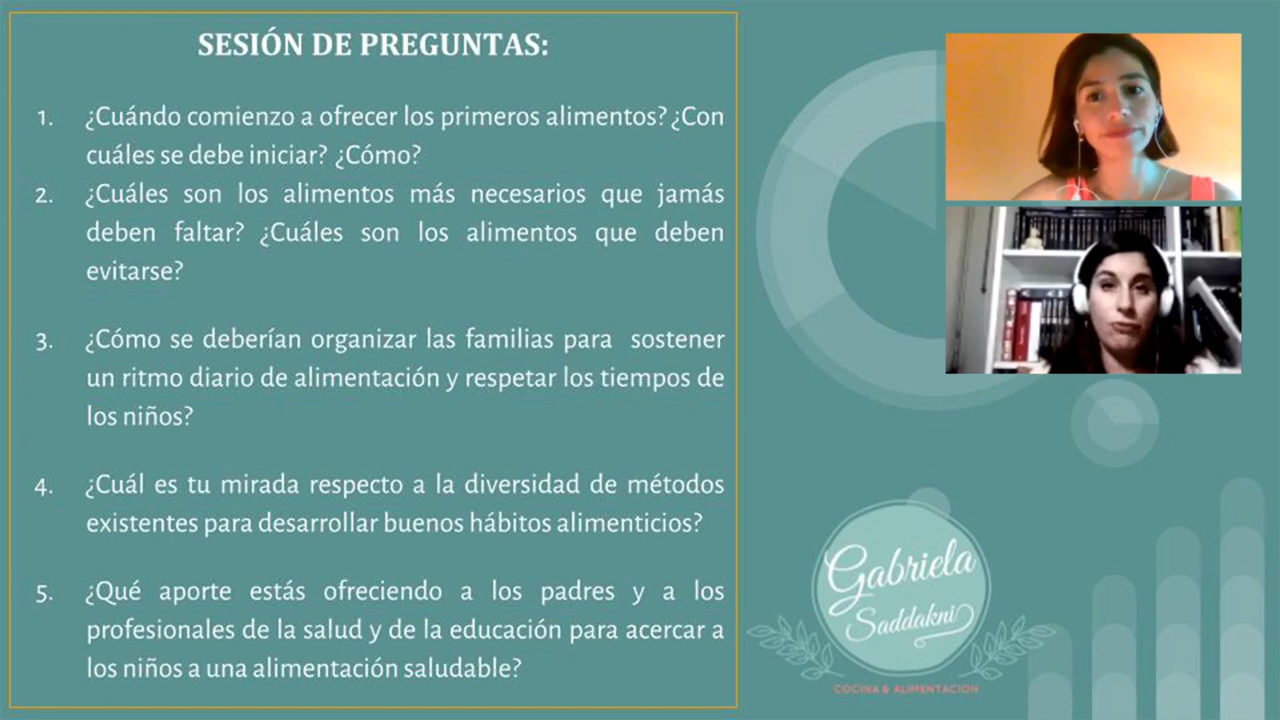 SESIÓN DE PREGUNTAS:
1. ¿Cuándo comienzo a ofrecer los primeros alimentos? ¿Con
cuáles se debe iniciar? ¿Cómo?
2. ¿Cuáles son los alimentos más necesarios que jamás
deben faltar? ¿Cuáles son los alimentos que deben
evitarse?
3. ¿Cómo se deberían organizar las familias para sostener
un ritmo diario de alimentación y respetar los tiempos de
los niños?
4. ¿Cuál es tu mirada respecto a la diversidad de métodos
existentes para desarrollar buenos hábitos alimenticios?
5. ¿Qué aporte estás ofreciendo a los padres y a los
profesionales de la salud y de la educación para acercar a
los niños a una alimentación saludable?
Gabriela
Saddakni
COCINA & ALIMENTACIÓN